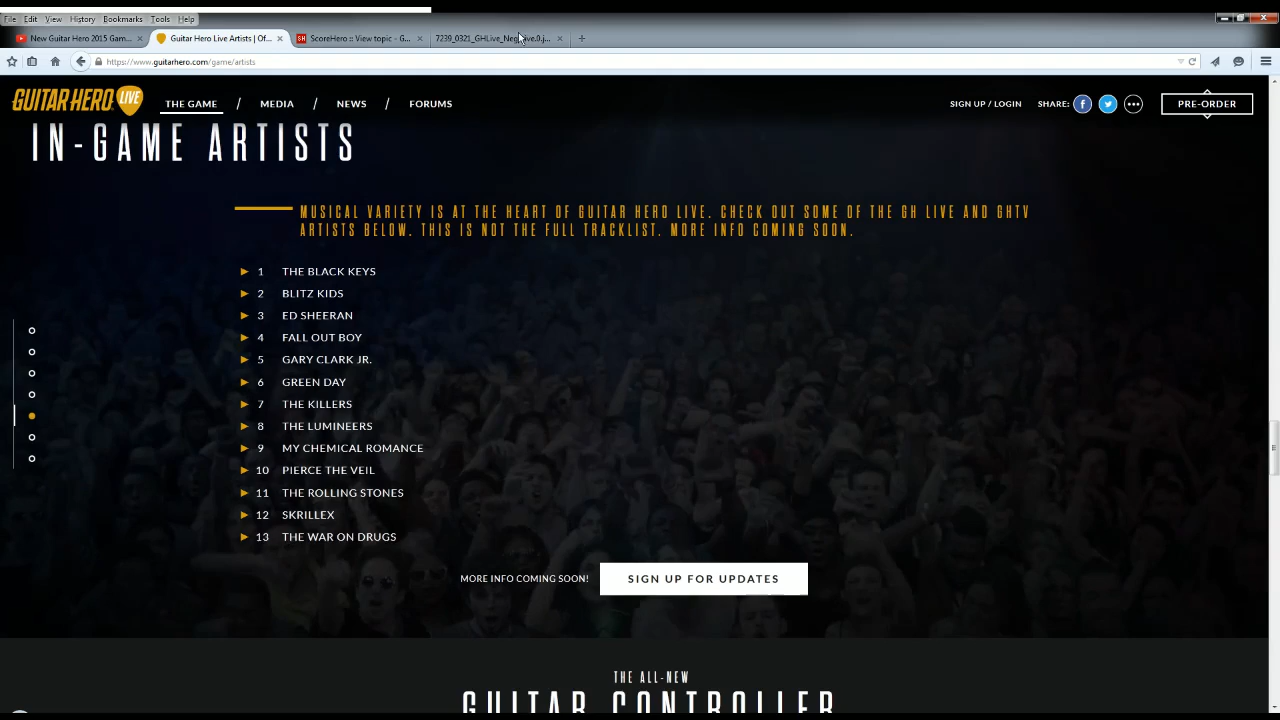 File Edit View History Bookmarks Tools Help
New Guitar Hero 2015 Gam...
Guitar Hero Live Artists | Of...
ScoreHero :: View topic - G...
7239_0321_GHLive_Neg
ive.0.j...
https://www.guitarhero.com/game/artists
GUITAR HERO LIVE
THE GAME / MEDIA / NEWS / FORUMS
SIGN UP / LOGIN SHARE:
PRE-ORDER
IN-GAME ARTISTS
MUSICAL VARIETY IS AT THE HEART OF GUITAR HERO LIVE. CHECK OUT SOME OF THE GH LIVE AND GHTV
ARTISTS BELOW. THIS IS NOT THE FULL TRACKLIST. MORE INFO COMING SOON.
1 THE BLACK KEYS
2 BLITZ KIDS
3 ED SHEERAN
4 FALL OUT BOY
5 GARY CLARK JR.
6 GREEN DAY
7 THE KILLERS
8 THE LUMINEERS
9 MY CHEMICAL ROMANCE
10 PIERCE THE VEIL
11 THE ROLLING STONES
12 SKRILLEX
13 THE WAR ON DRUGS
MORE INFO COMING SOON!
SIGN UP FOR UPDATES
THE ALL-NEW
GUITAR CONTROLLER